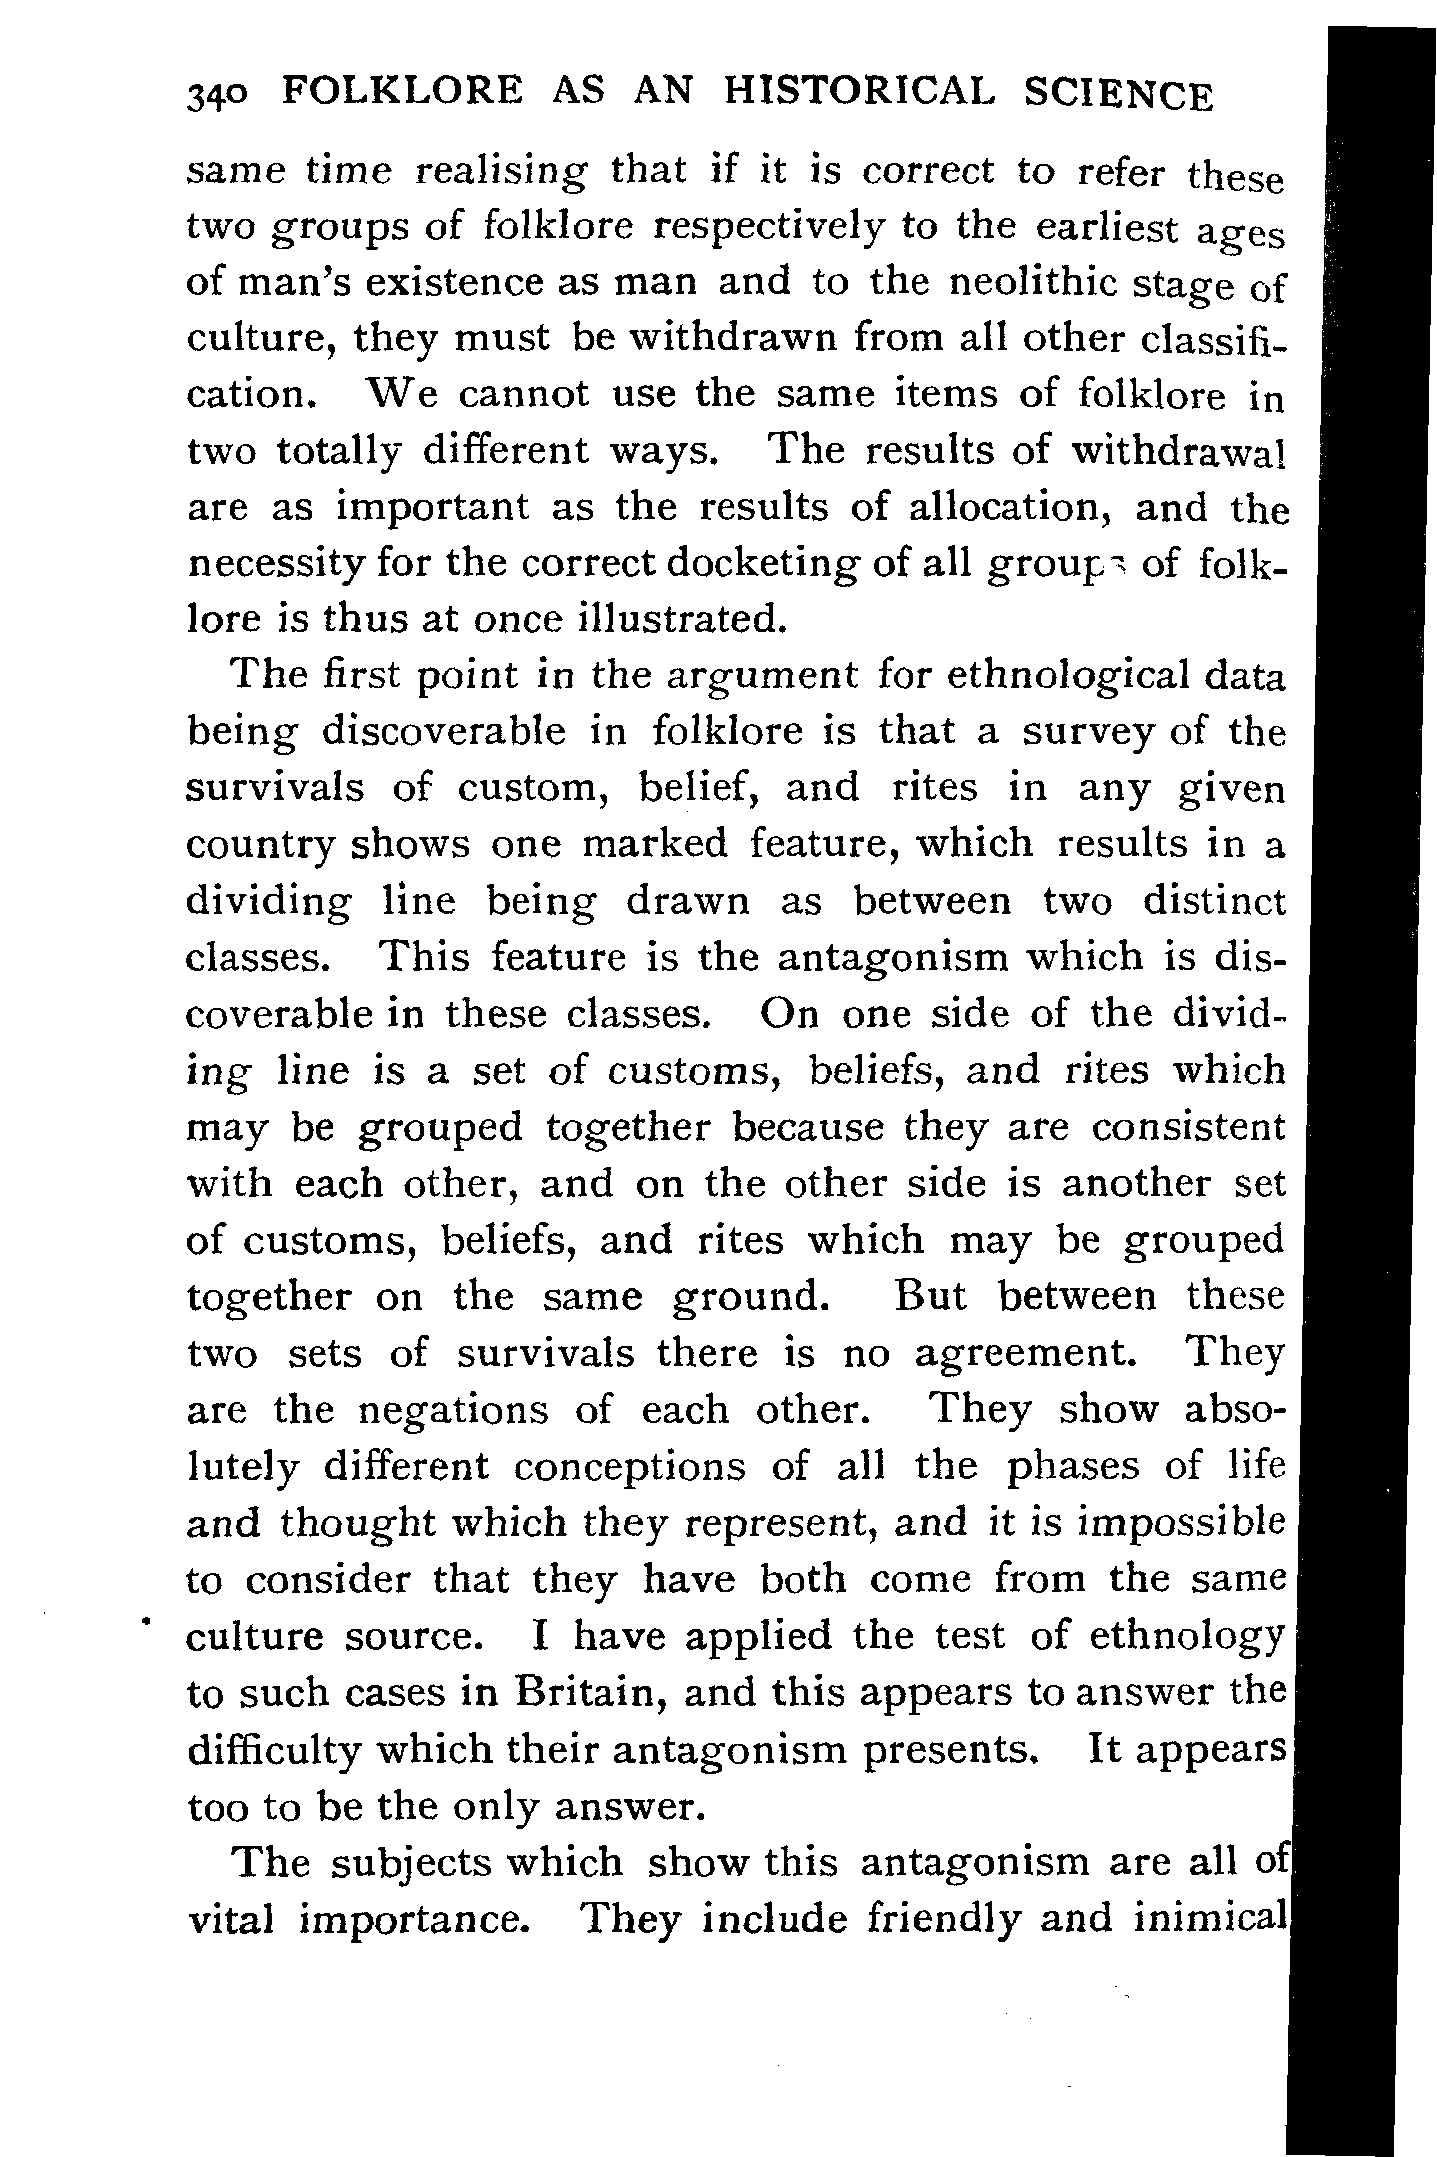 340 FOLKLORE AS AN HISTORICAL SCIENCE
same time realising that if it is correct to refer these
two groups of folklore respectively to the earliest ages
of man's existence as man and to the neolithic stage of
culture, they must be withdrawn from all other classifi-
cation. We cannot use the same items of folklore in
two totally different ways. The results of withdrawal
are as important as the results of allocation, and the
necessity for the correct docketing of all groups of folk-
lore is thus at once illustrated.
The first point in the argument for ethnological data
being discoverable in folklore is that a survey of the
survivals of custom, belief, and rites in any given
country shows one marked feature, which results in a
dividing line being drawn as between two distinct
classes. This feature is the antagonism which is dis-
coverable in these classes. On one side of the divid-
ing line is a set of customs, beliefs, and rites which
may be grouped together because they are consistent
with each other, and on the other side is another set
of customs, beliefs, and rites which may be grouped
together on the same ground. But between these
two sets of survivals there is no agreement. They
are the negations of each other. They show abso-
lutely different conceptions of all the phases of life
and thought which they represent, and it is impossible
to consider that they have both come from the same
culture source. I have applied the test of ethnology
to such cases in Britain, and this appears to answer the
difficulty which their antagonism presents. It appears
too to be the only answer.
The subjects which show this antagonism are all of
vital importance. They include friendly and inimical